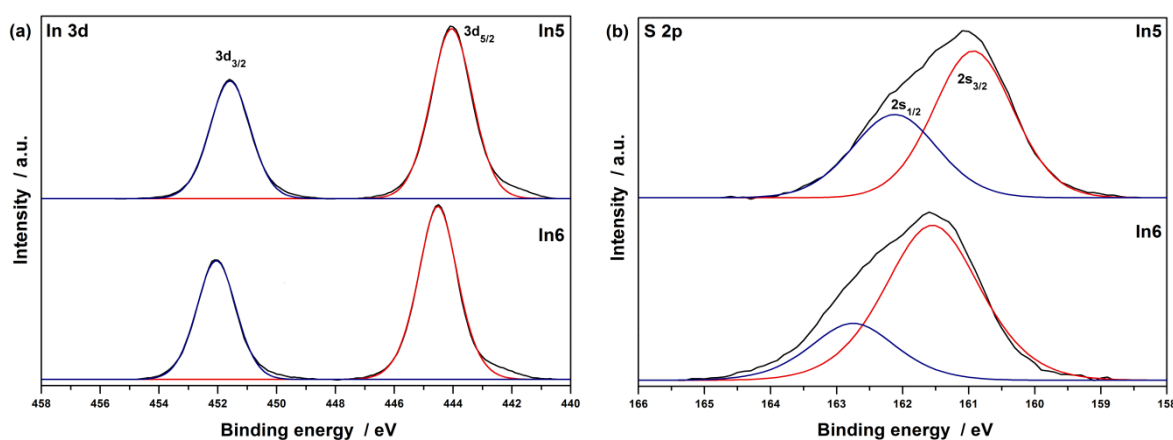 (a) In 3d In5
3d3/2
3d5/2
In6
Intensity / a.u.
458 456 454 452 450 448 446 444 442 440
Binding energy / eV
(b) S 2p In5
2s1/2
2s3/2
In6
Intensity / a.u.
166 165 164 163 162 161 160 159 158
Binding energy / eV